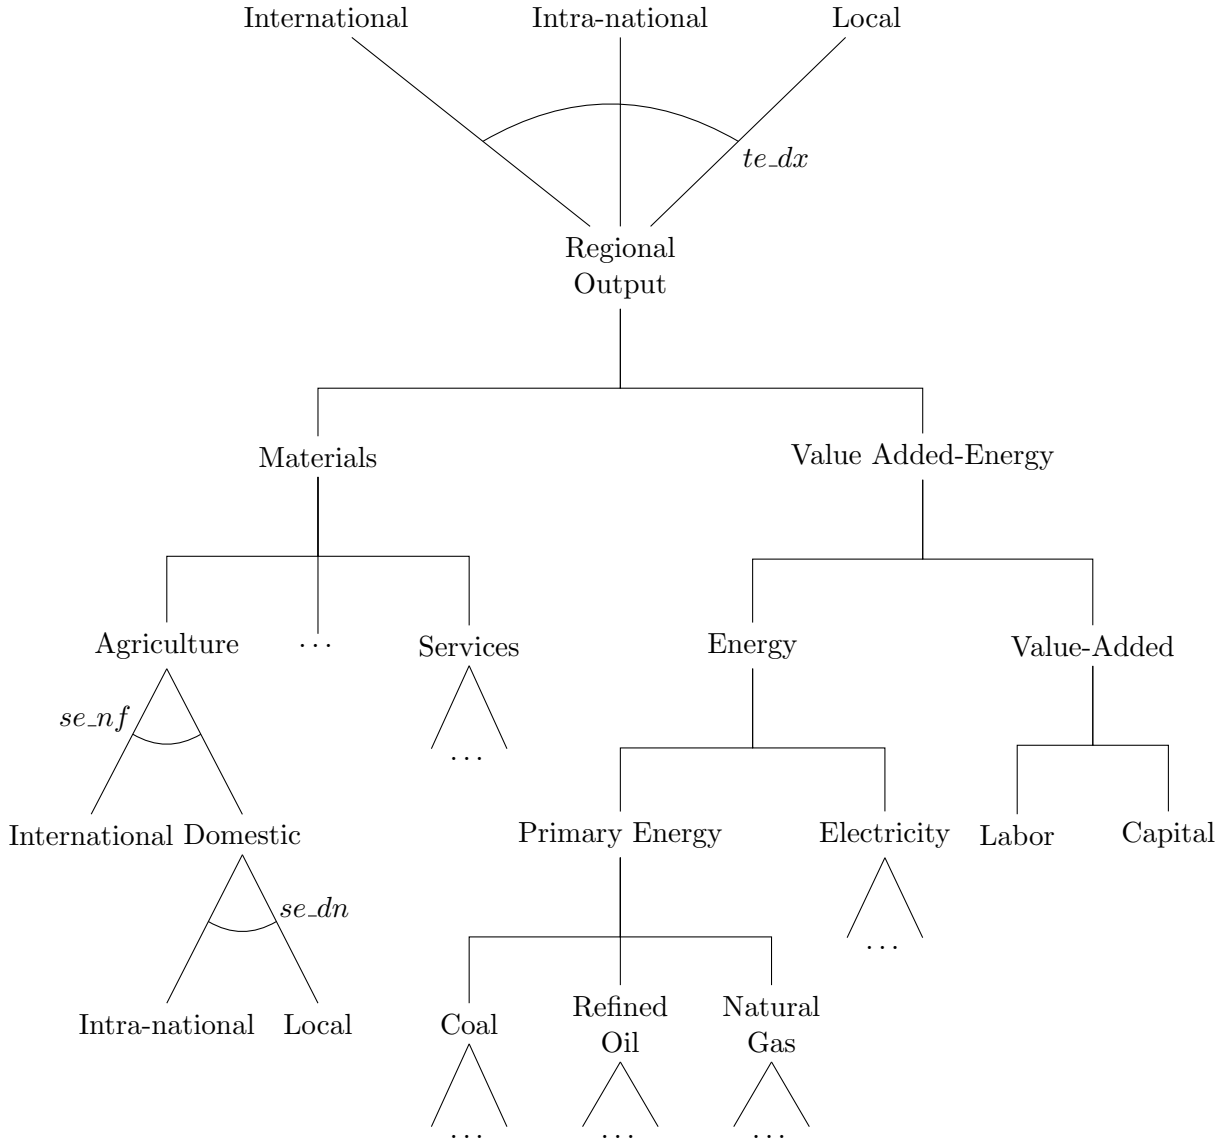 International Intra-national Local
te_dx
Regional
Output
Materials Value Added-Energy
Agriculture ... Services Energy Value-Added
se_nf
...
International Domestic Primary Energy Electricity Labor Capital
se_dn
...
Intra-national Local Coal Refined Oil Natural Gas
... ... ...